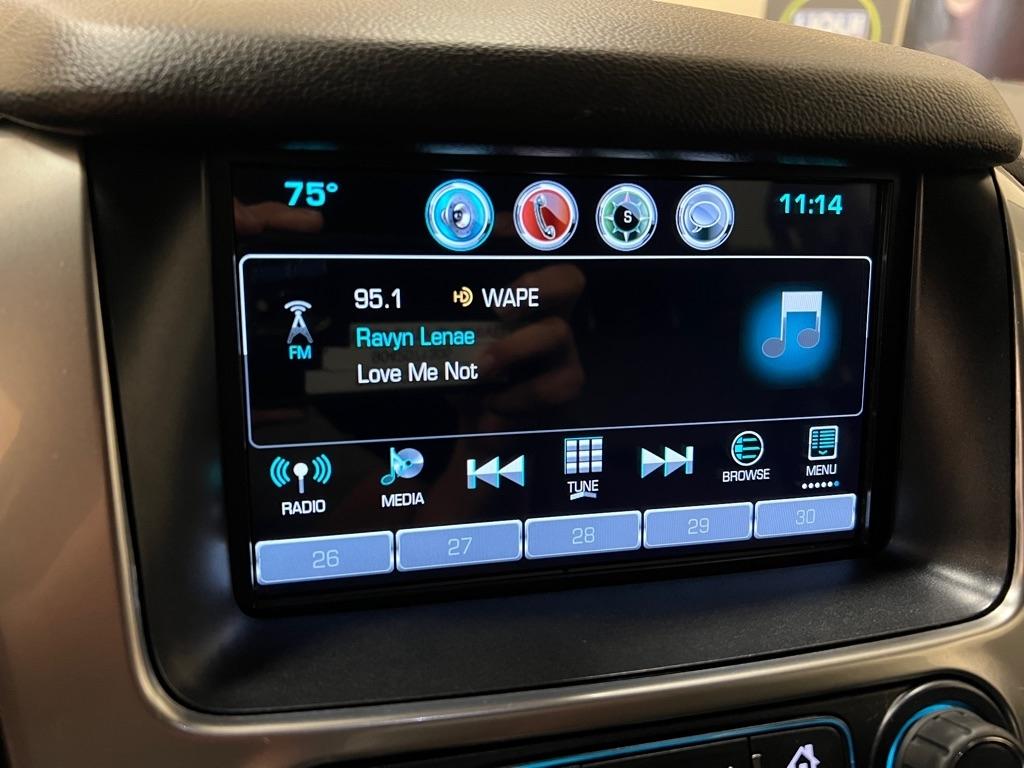 75° 11:14
S
95.1 HD WAPE
FM
Ravyn Lenae
Love Me Not
RADIO MEDIA TUNE BROWSE MENU
26 27 28 29 30